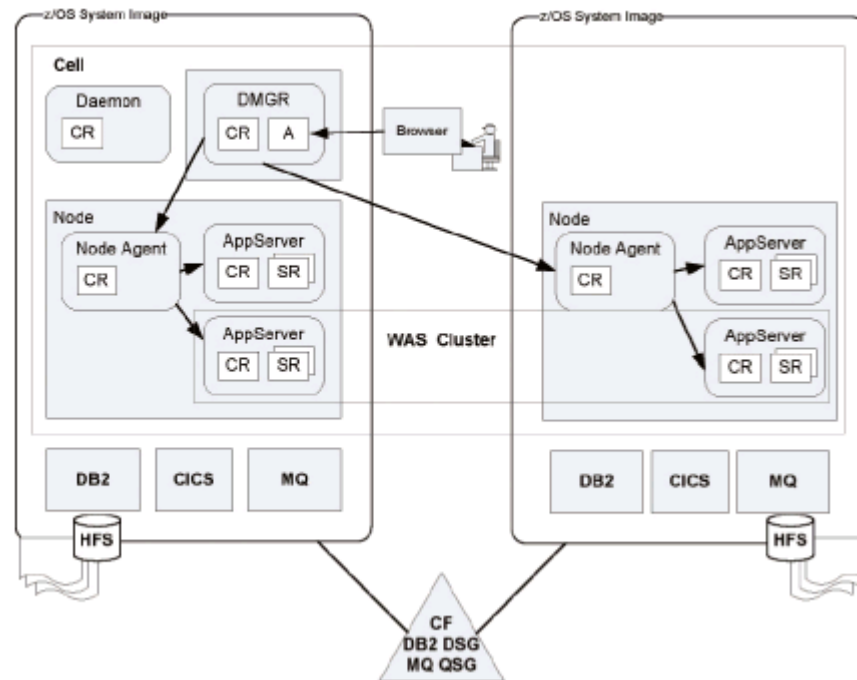 z/OS System Image
z/OS System Image
Cell
Daemon
CR
DMGR
CR
A
Browser
Node
Node Agent
CR
AppServer
CR
SR
AppServer
CR
SR
WAS Cluster
Node
Node Agent
CR
AppServer
CR
SR
AppServer
CR
SR
DB2
CICS
MQ
DB2
CICS
MQ
HFS
HFS
CF
DB2 DSG
MQ QSG